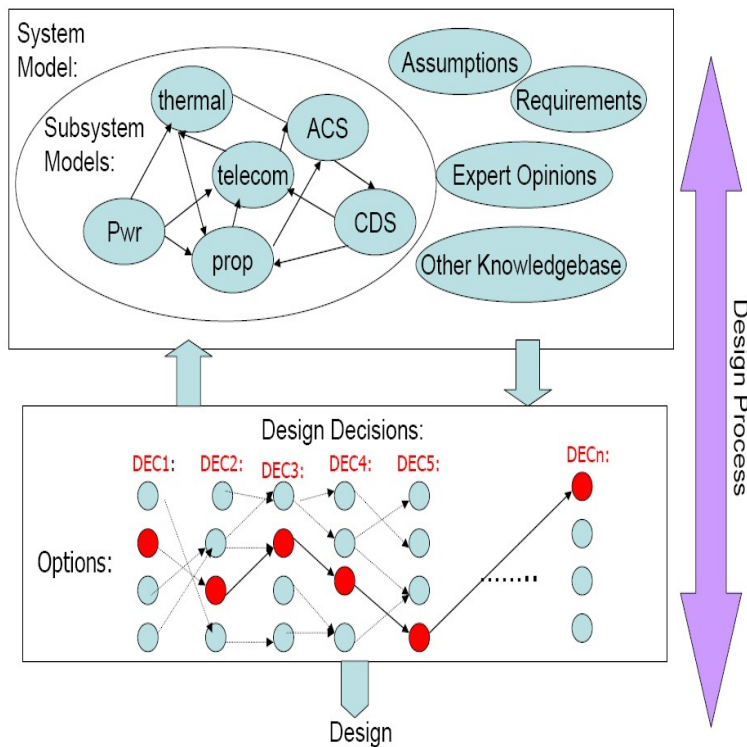 System
Model:
Subsystem
Models:
thermal
ACS
telecom
Pwr
CDS
prop
Assumptions
Requirements
Expert Opinions
Other Knowledgebase
Design Process
Design Decisions:
DEC1: DEC2: DEC3: DEC4: DEC5: DECn:
Options:
Design